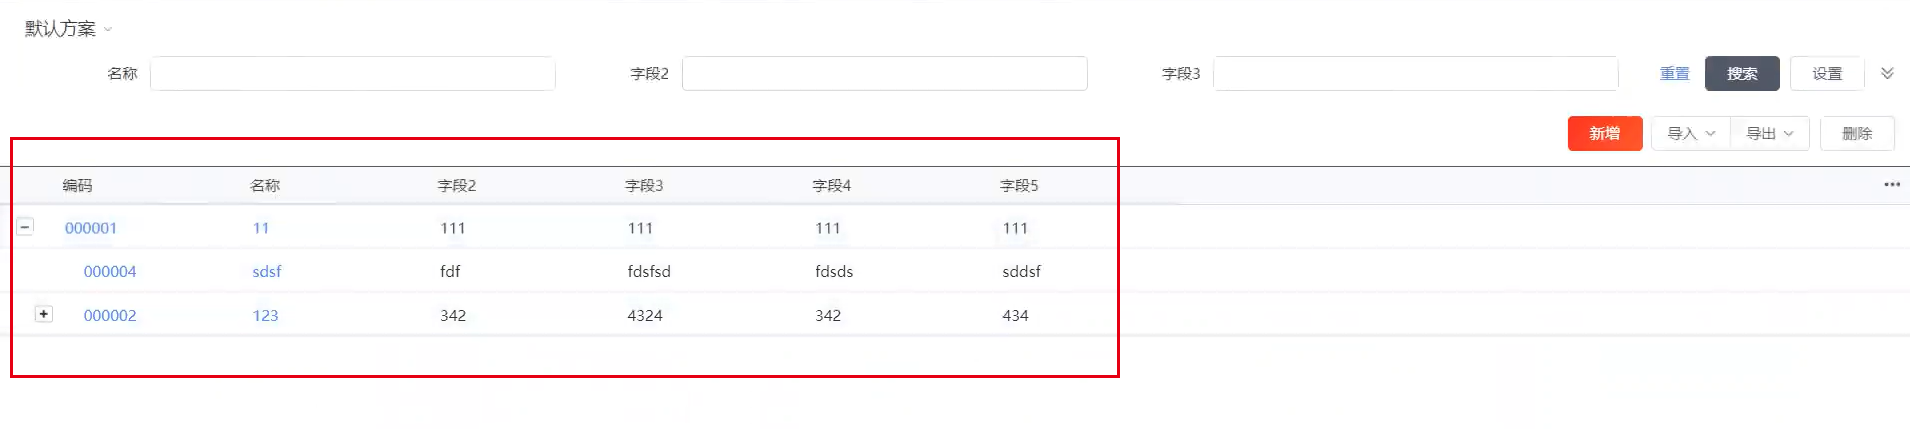 默认方案
名称 字段2 字段3 重置 搜索 设置
新增 导入 导出 删除
编码 名称 字段2 字段3 字段4 字段5 •••
000001 11 111 111 111 111
000004 sdsf fdf fdsfsd fdsds sddsf
000002 123 342 4324 342 434